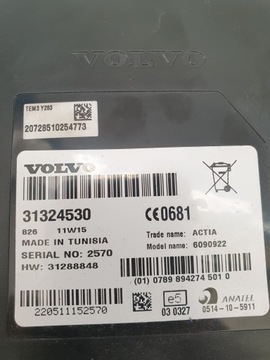 VOLVO
TEM3 Y283
20728510254773
VOLVO
31324530
CE0681
826 11W15
Trade name: ACTIA
MADE IN TUNISIA
Model name: 6090922
SERIAL NO: 2570
HW: 31288848
(01) 0789 894274 501 0
220511152570
e5
03 0327
ANATEL
0514-10-5911